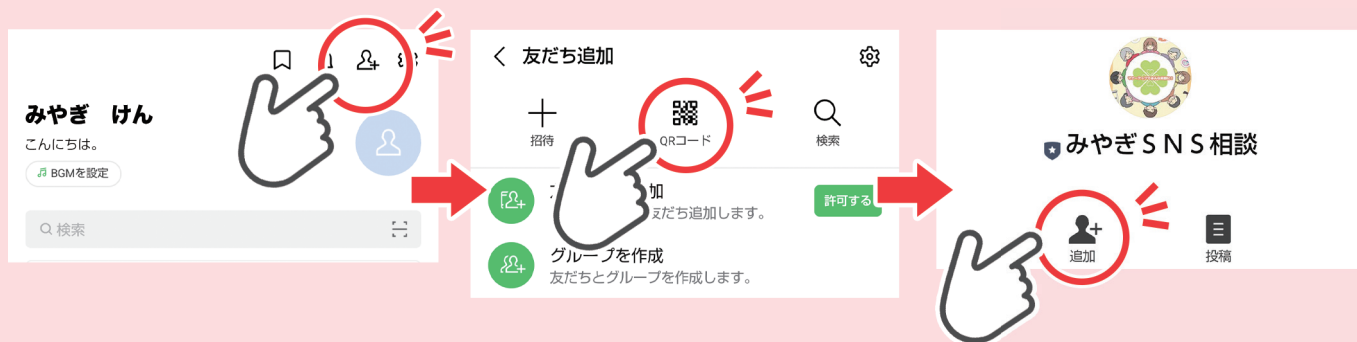 みやぎ けん
こんにちは。
BGMを設定
検索
友だち追加
招待
QRコード
検索
加
友だち追加します。
許可する
グループを作成
友だちとグループを作成します。
みやぎSNS相談
追加
投稿